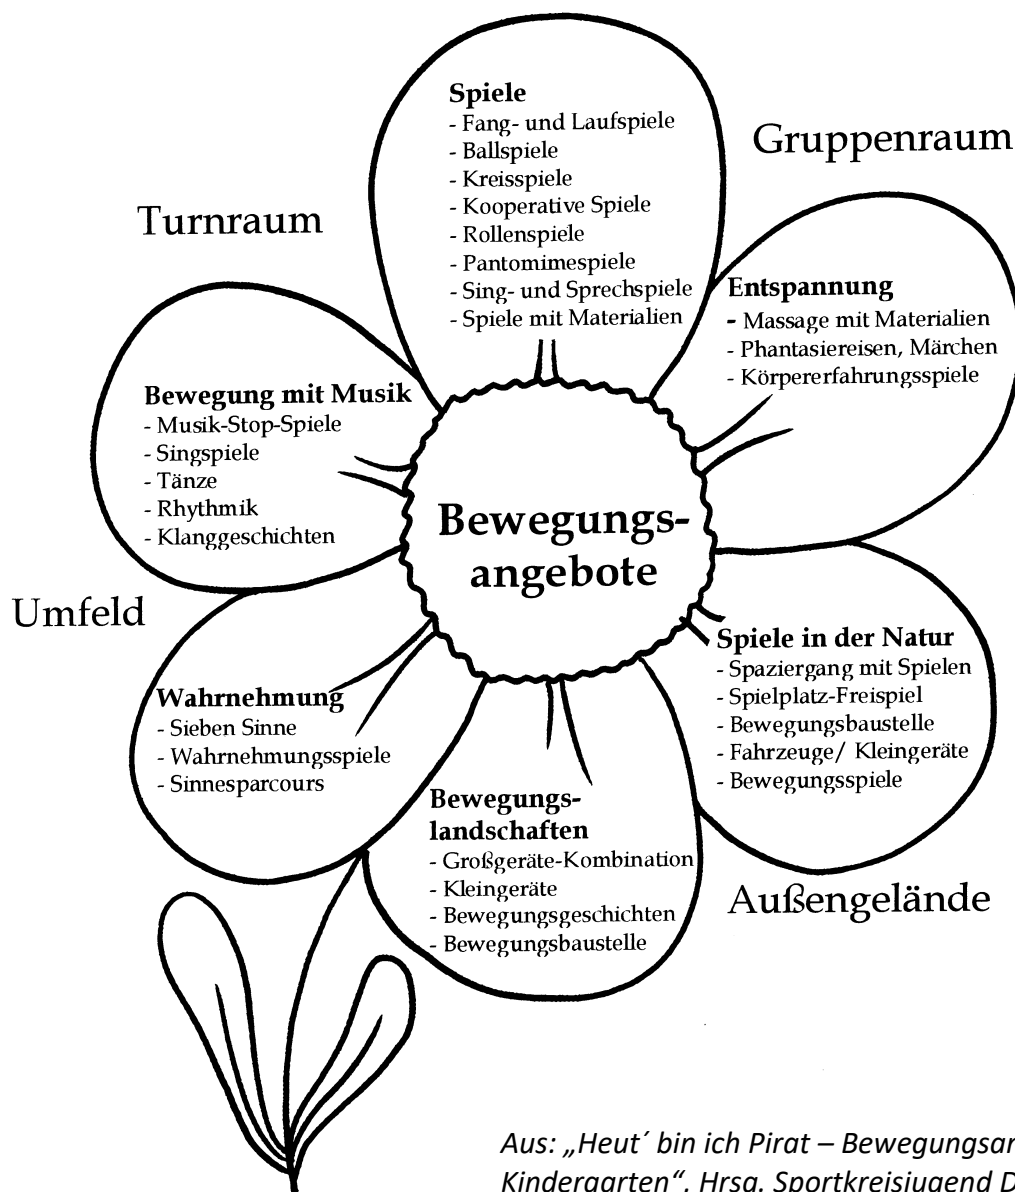 Spiele
- Fang- und Laufspiele
- Ballspiele
- Kreisspiele
- Kooperative Spiele
- Rollenspiele
- Pantomimespiele
- Sing- und Sprechspiele
- Spiele mit Materialien
Gruppenraum
Turnraum
Entspannung
- Massage mit Materialien
- Phantasiereisen, Märchen
- Körpererfahrungsspiele
Bewegung mit Musik
- Musik-Stop-Spiele
- Singspiele
- Tänze
- Rhythmik
- Klanggeschichten
Bewegungs-
angebote
Umfeld
Spiele in der Natur
- Spaziergang mit Spielen
- Spielplatz-Freispiel
- Bewegungsbaustelle
- Fahrzeuge/ Kleingeräte
- Bewegungsspiele
Wahrnehmung
- Sieben Sinne
- Wahrnehmungsspiele
- Sinnesparcours
Bewegungs-
landschaften
- Großgeräte-Kombination
- Kleingeräte
- Bewegungsgeschichten
- Bewegungsbaustelle
Außengelände
Aus: „Heut´ bin ich Pirat –
Kindergarten“, Hrsg. Sportkreisjugend